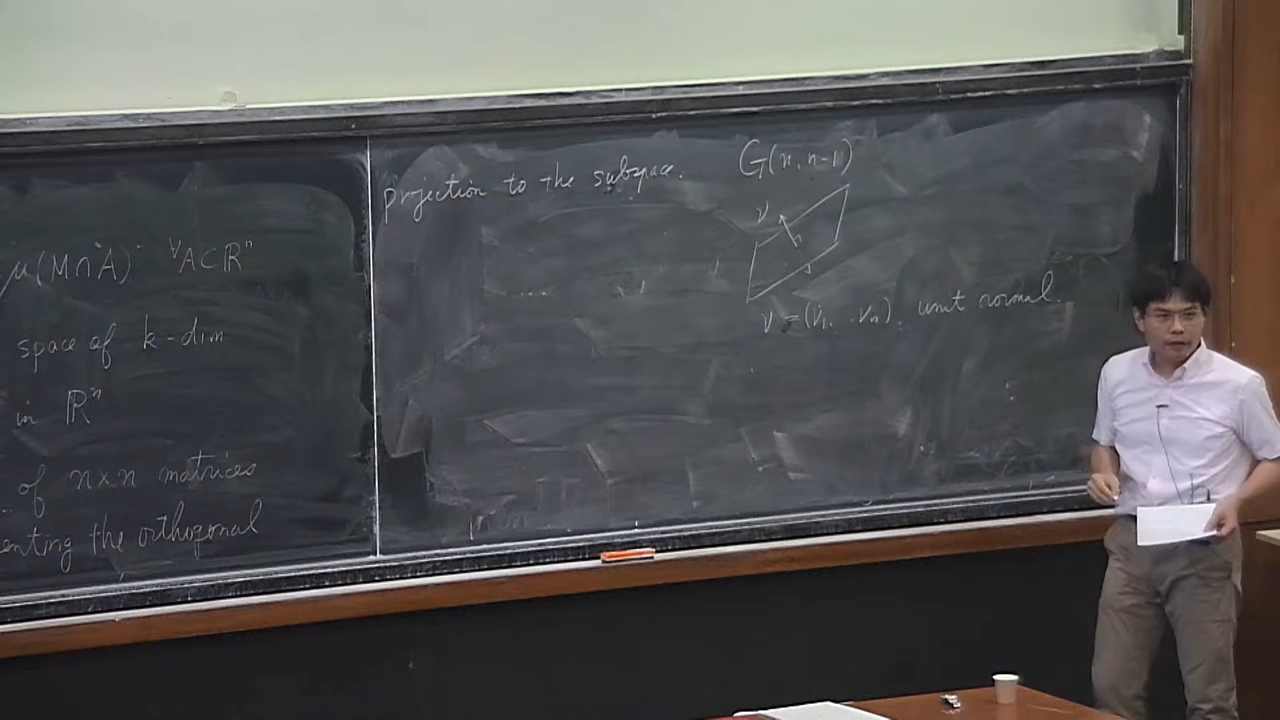 μ(M∩A) ∀A⊂ℝⁿ
space of k-dim
in ℝⁿ
of n×n matrices
enting the orthogonal
projection to the subspace.
G(n, n-1)
ν
ν = (ν₁, ... νₙ) unit normal.